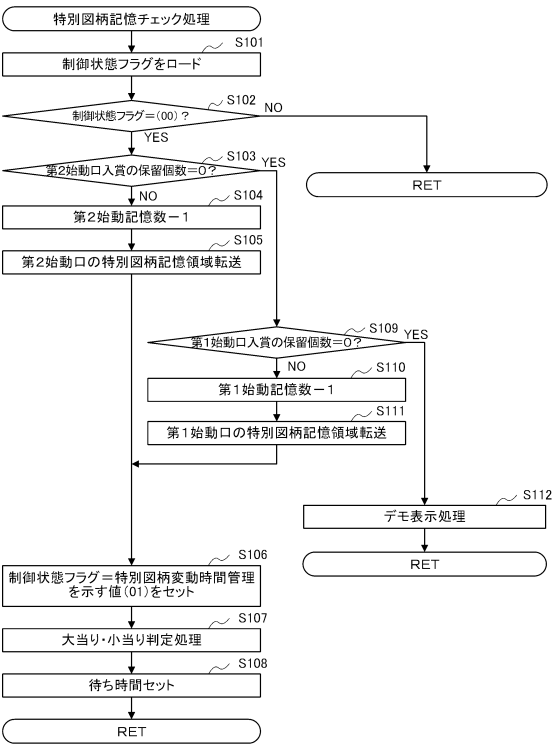 特別図柄記憶チェック処理
S101
制御状態フラグをロード
S102
制御状態フラグ=(00)?
NO
YES
RET
S103
第2始動口入賞の保留個数=0?
YES
NO
S104
第2始動記憶数-1
S105
第2始動口の特別図柄記憶領域転送
S109
第1始動口入賞の保留個数=0?
YES
NO
S110
第1始動記憶数-1
S111
第1始動口の特別図柄記憶領域転送
S112
デモ表示処理
RET
S106
制御状態フラグ=特別図柄変動時間管理
を示す値(01)をセット
S107
大当り・小当り判定処理
S108
待ち時間セット
RET